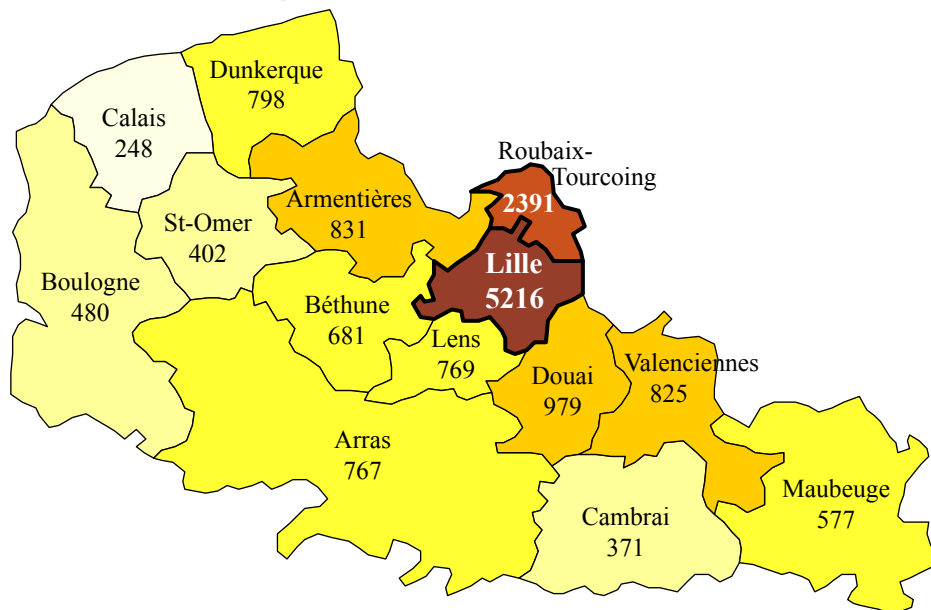 Dunkerque
798
Calais
248
Roubaix-
Tourcoing
2391
Armentières
831
St-Omer
402
Lille
5216
Boulogne
480
Béthune
681
Lens
769
Douai
979
Valenciennes
825
Arras
767
Maubeuge
577
Cambrai
371